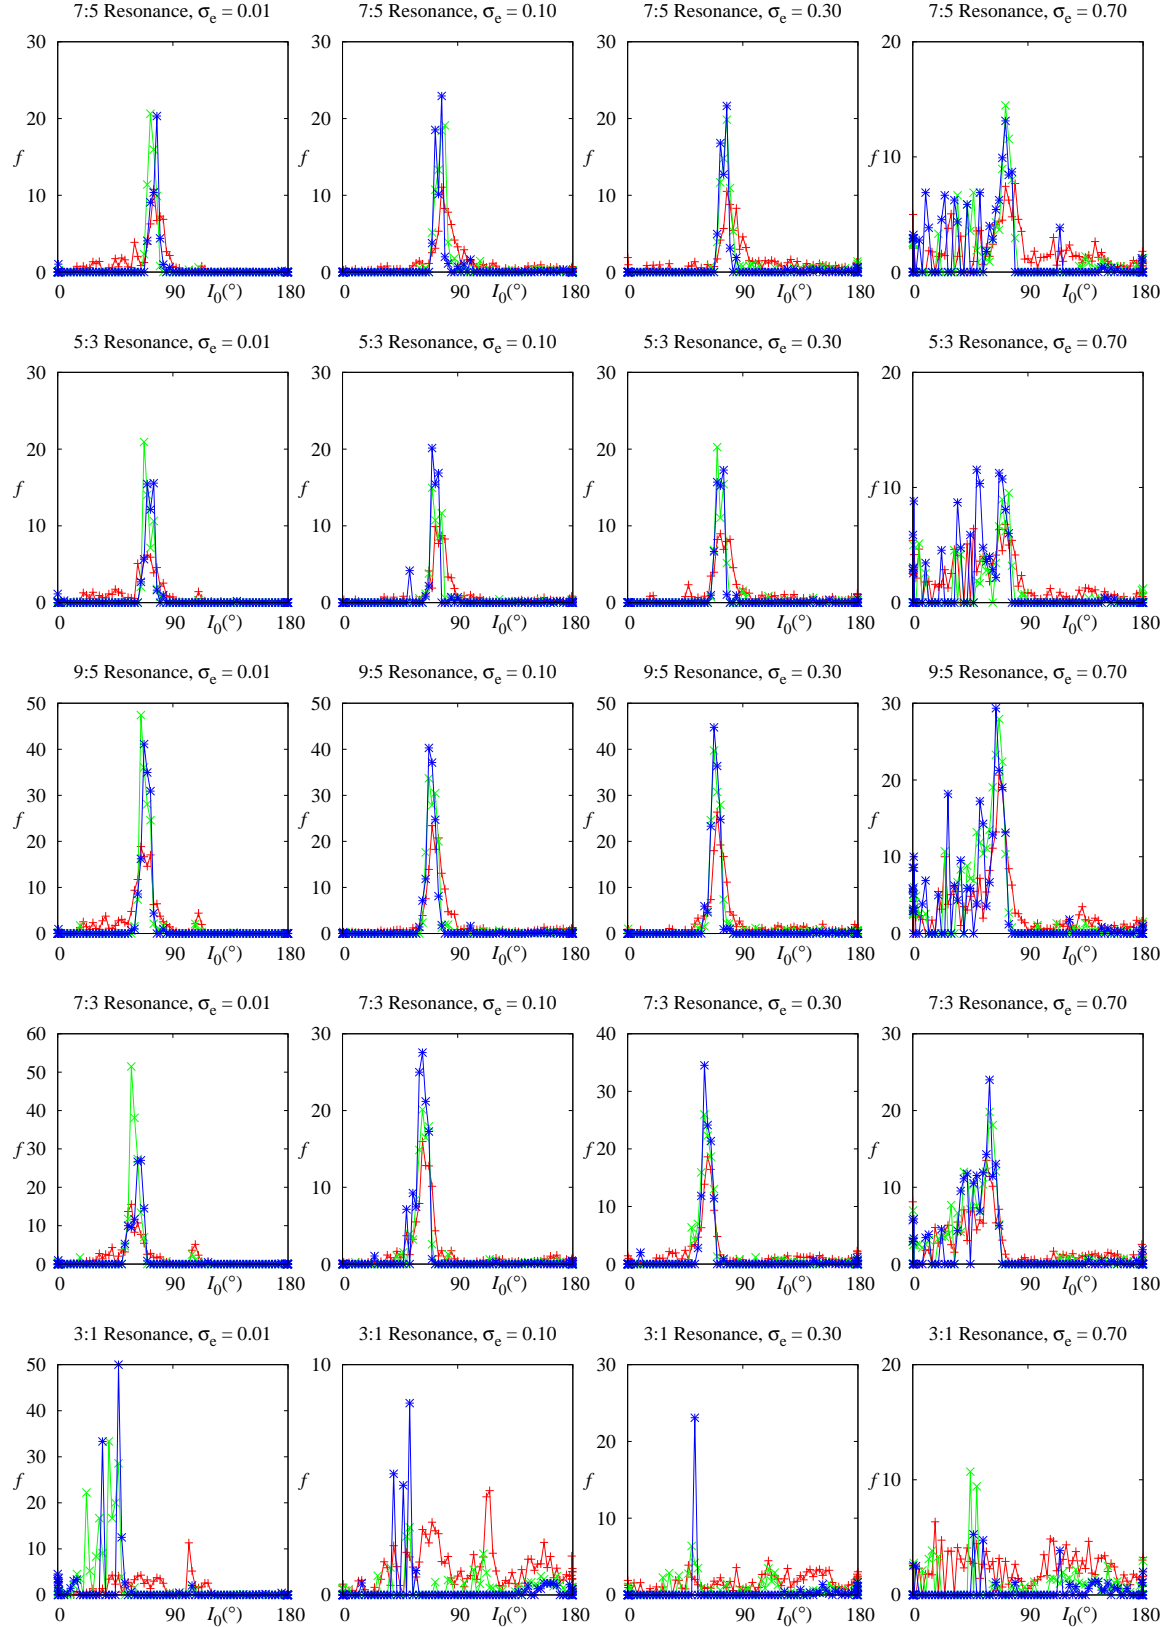 7:5 Resonance, σe = 0.01 7:5 Resonance, σe = 0.10 7:5 Resonance, σe = 0.30 7:5 Resonance, σe = 0.70
30 30 30 20
20 20 20
f f f f 10
10 10 10
0 0 0 0
0 90 I0(°) 180 0 90 I0(°) 180 0 90 I0(°) 180 0 90 I0(°) 180
5:3 Resonance, σe = 0.01 5:3 Resonance, σe = 0.10 5:3 Resonance, σe = 0.30 5:3 Resonance, σe = 0.70
30 30 30 20
20 20 20
f f f f 10
10 10 10
0 0 0 0
0 90 I0(°) 180 0 90 I0(°) 180 0 90 I0(°) 180 0 90 I0(°) 180
9:5 Resonance, σe = 0.01 9:5 Resonance, σe = 0.10 9:5 Resonance, σe = 0.30 9:5 Resonance, σe = 0.70
50 50 50 30
40 40 40
30 30 30 20
f f f f
20 20 20 10
10 10 10
0 0 0 0
0 90 I0(°) 180 0 90 I0(°) 180 0 90 I0(°) 180 0 90 I0(°) 180
7:3 Resonance, σe = 0.01 7:3 Resonance, σe = 0.10 7:3 Resonance, σe = 0.30 7:3 Resonance, σe = 0.70
60 30 40 30
50
40 20 30 20
30 f f 20 f f
20 10 10
10 10
0 0 0 0
0 90 I0(°) 180 0 90 I0(°) 180 0 90 I0(°) 180 0 90 I0(°) 180
3:1 Resonance, σe = 0.01 3:1 Resonance, σe = 0.10 3:1 Resonance, σe = 0.30 3:1 Resonance, σe = 0.70
50 10 30 20
40
30 20
f f f f 10
20
10 10
0 0 0 0
0 90 I0(°) 180 0 90 I0(°) 180 0 90 I0(°) 180 0 90 I0(°) 180